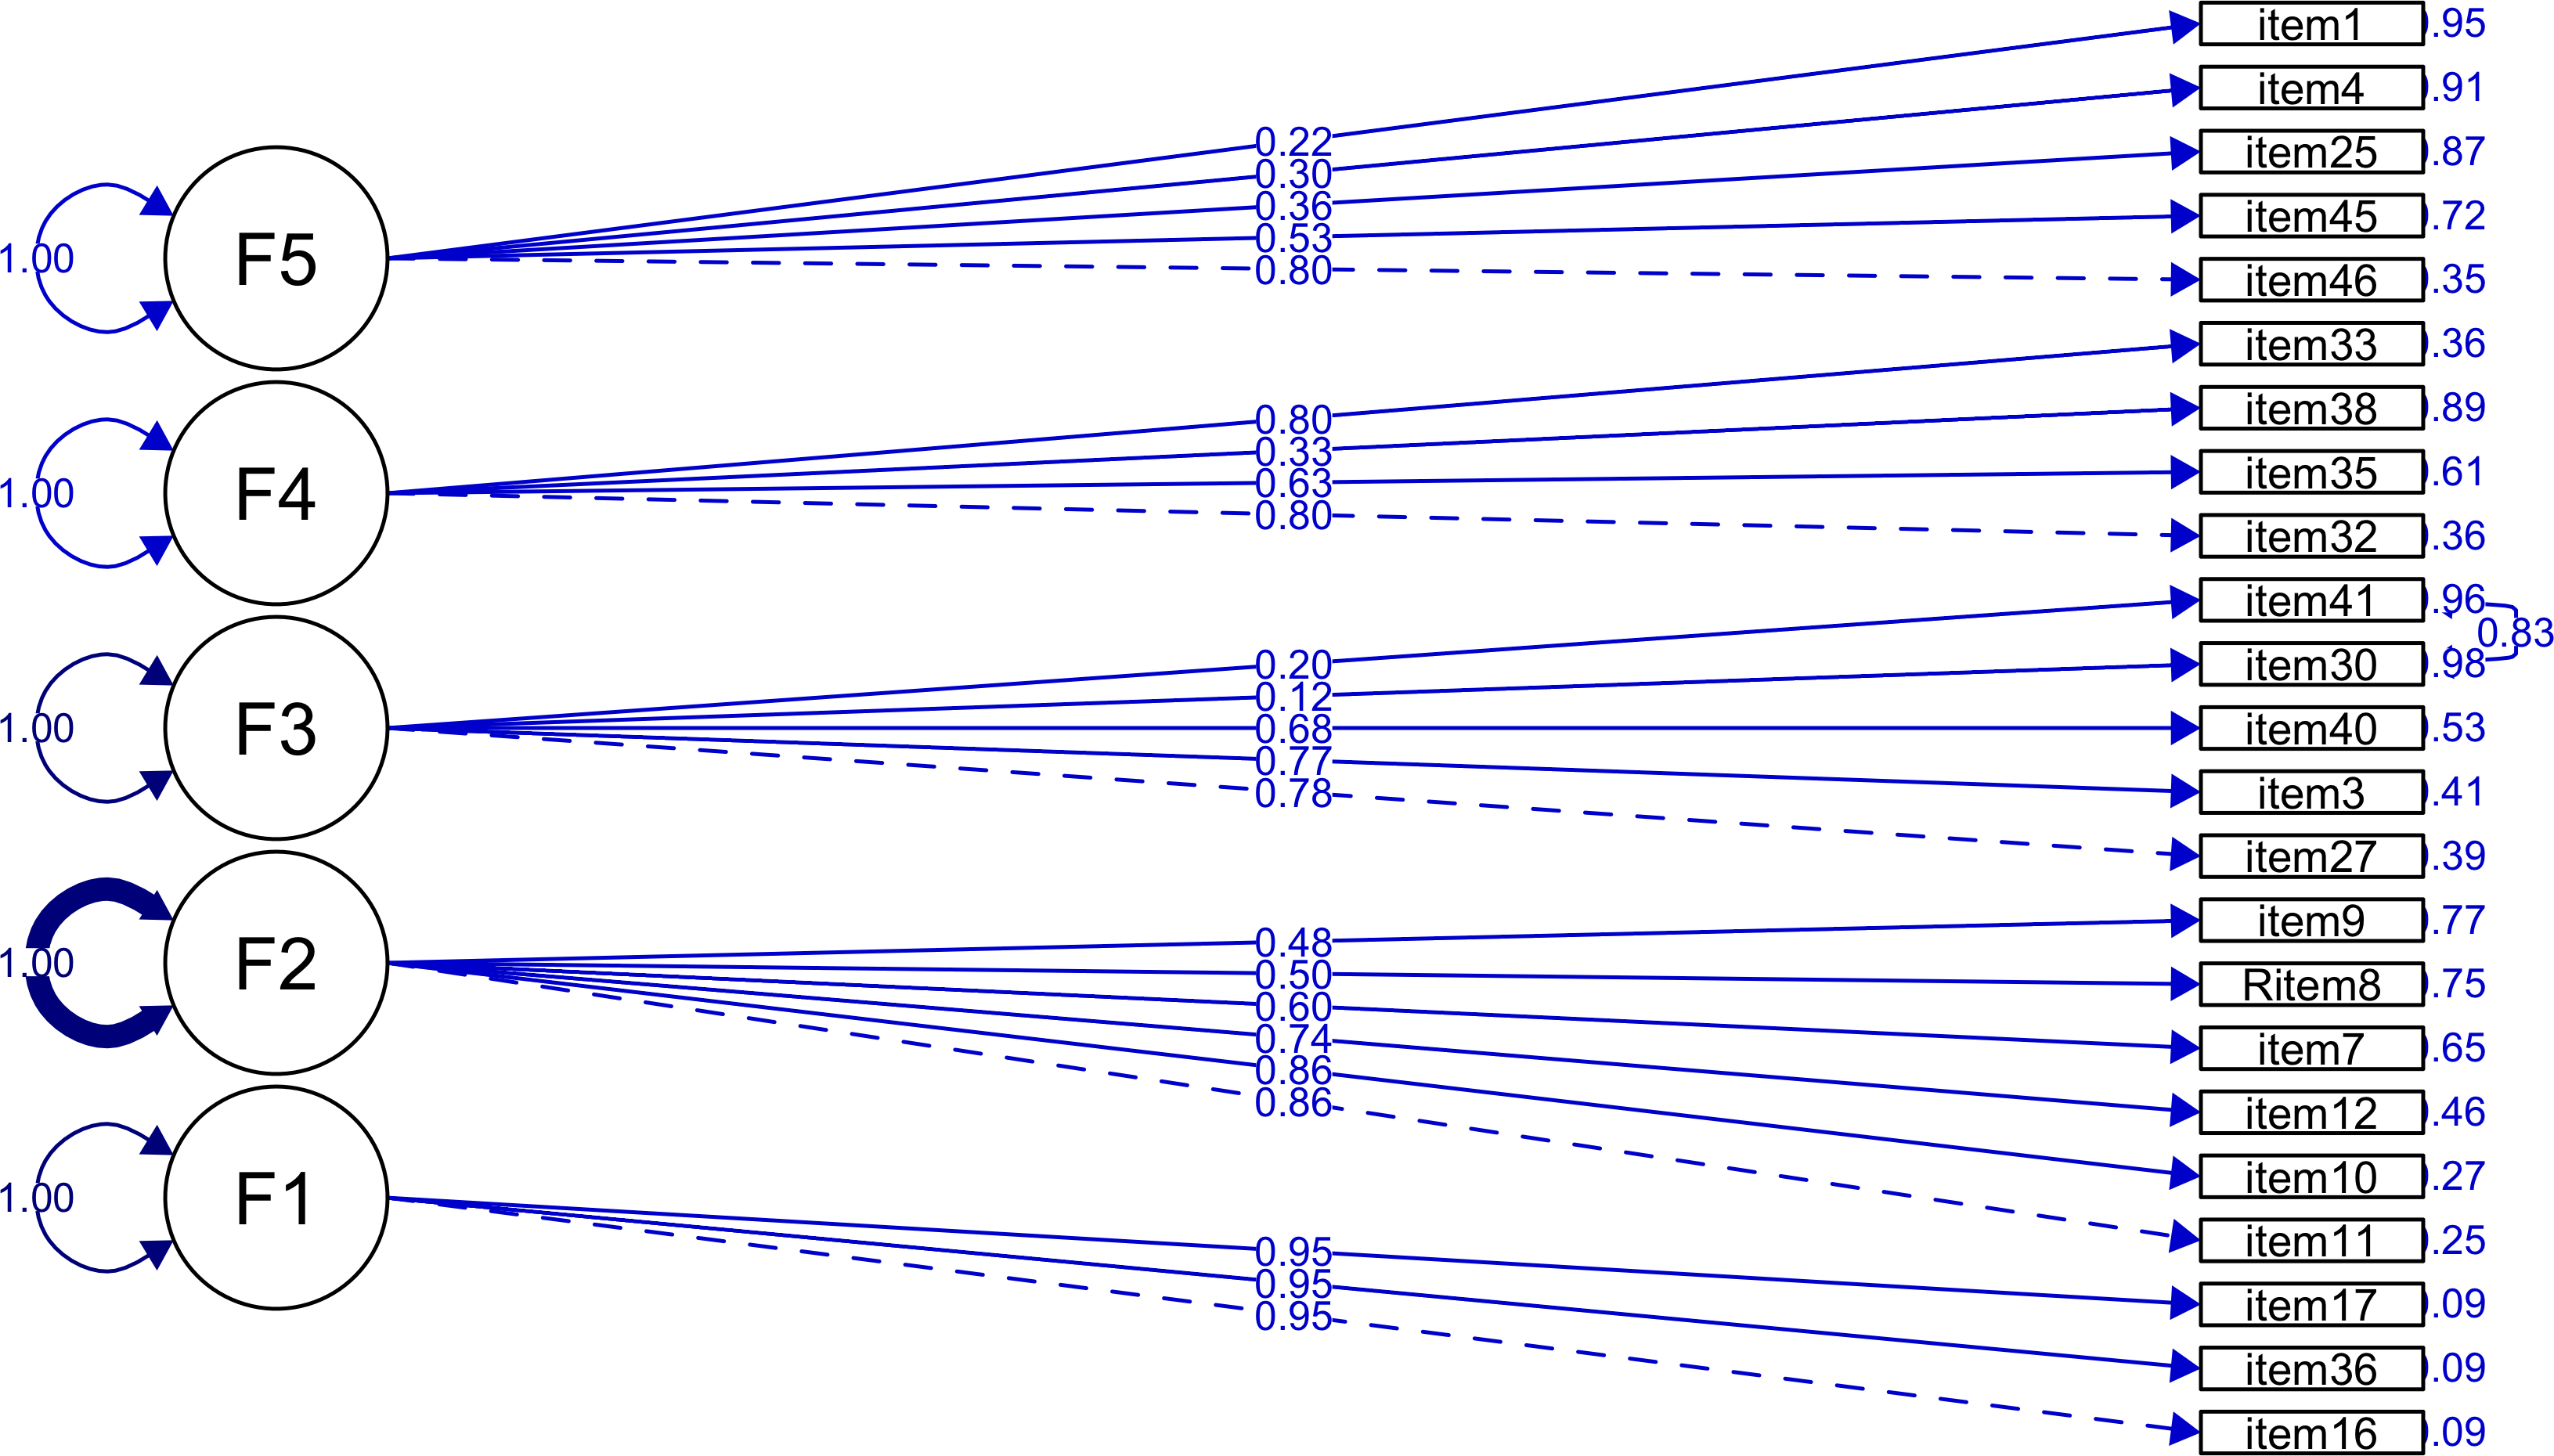 item1 .95
item4 .91
0.22
item25 .87
0.30
0.36
item45 .72
0.53
1.00 F5
0.80
item46 .35
item33 .36
item38 .89
0.80
0.33
item35 .61
0.63
1.00 F4
0.80
item32 .36
item41 .96
0.83
0.20
item30 .98
0.12
1.00 F3
0.68
item40 .53
0.77
item3 .41
0.78
item27 .39
item9 .77
0.48
1.00 F2
0.50
Ritem8 .75
0.60
0.74
item7 .65
0.86
0.86
item12 .46
item10 .27
1.00 F1
item11 .25
0.95
0.95
item17 .09
0.95
item36 .09
item16 .09